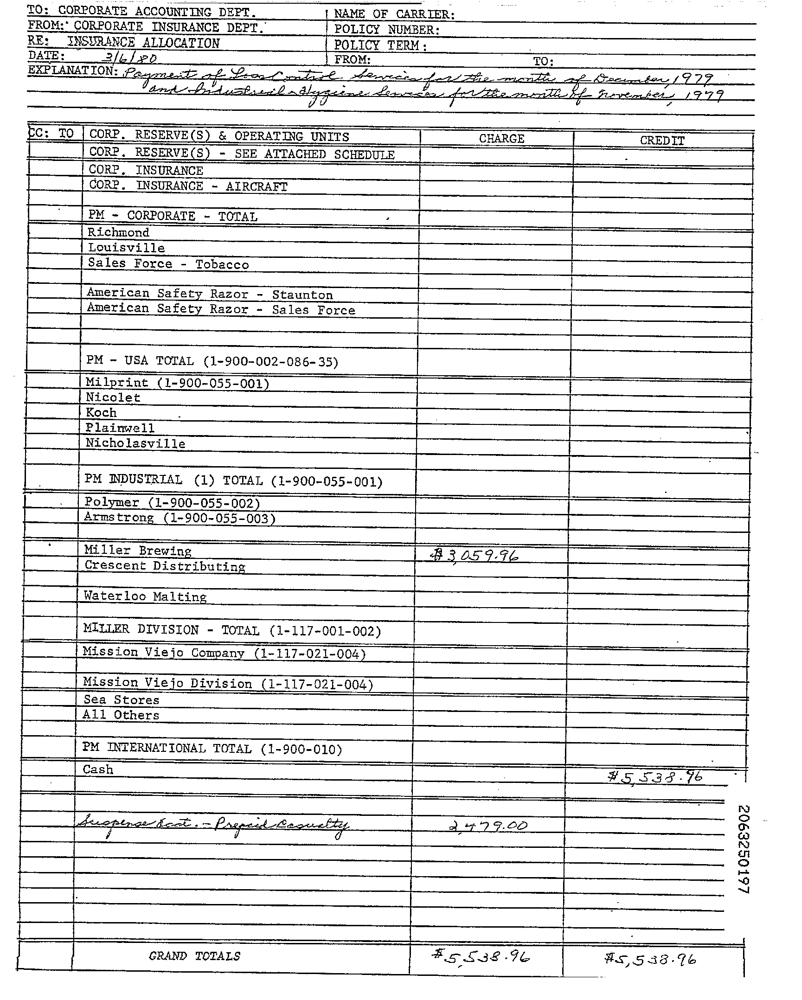 TO: CORPORATE ACCOUNTING DEPT. NAME OF CARRIER:
FROM: CORPORATE INSURANCE DEPT. POLICY NUMBER:
RE: INSURANCE ALLOCATION POLICY TERM:
DATE: 3/6/80 FROM: TO:
EXPLANATION: Payment of Loss Control Services for the month of December, 1979
and Industrial Hygiene Services for the month of November, 1979
CC: TO CORP. RESERVE(S) & OPERATING UNITS CHARGE CREDIT
CORP. RESERVE(S) - SEE ATTACHED SCHEDULE
CORP. INSURANCE
CORP. INSURANCE - AIRCRAFT
PM - CORPORATE - TOTAL
Richmond
Louisville
Sales Force - Tobacco
American Safety Razor - Staunton
American Safety Razor - Sales Force
PM - USA TOTAL (1-900-002-086-35)
Milprint (1-900-055-001)
Nicolet
Koch
Plainwell
Nicholasville
PM INDUSTRIAL (1) TOTAL (1-900-055-001)
Polymer (1-900-055-002)
Armstrong (1-900-055-003)
Miller Brewing $3,059.96
Crescent Distributing
Waterloo Malting
MILLER DIVISION - TOTAL (1-117-001-002)
Mission Viejo Company (1-117-021-004)
Mission Viejo Division (1-117-021-004)
Sea Stores
All Others
PM INTERNATIONAL TOTAL (1-900-010)
Cash $5,538.96
Suspense Acct. - Prepaid Casualty 2,479.00
GRAND TOTALS $5,538.96 $5,538.96
2063250197